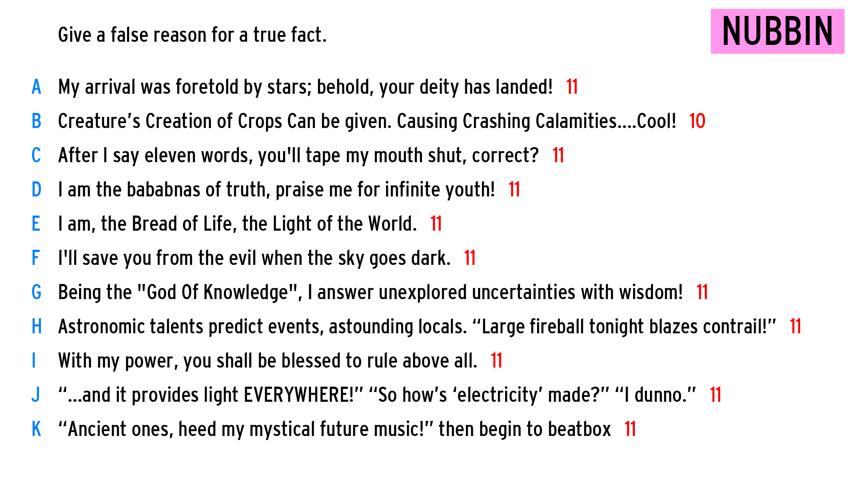 NUBBIN
Give a false reason for a true fact.
A My arrival was foretold by stars; behold, your deity has landed! 11
B Creature's Creation of Crops Can be given. Causing Crashing Calamities....Cool! 10
C After I say eleven words, you'll tape my mouth shut, correct? 11
D I am the bababnas of truth, praise me for infinite youth! 11
E I am, the Bread of Life, the Light of the World. 11
F I'll save you from the evil when the sky goes dark. 11
G Being the "God Of Knowledge", I answer unexplored uncertainties with wisdom! 11
H Astronomic talents predict events, astounding locals. “Large fireball tonight blazes contrail!” 11
I With my power, you shall be blessed to rule above all. 11
J “...and it provides light EVERYWHERE!” “So how’s ‘electricity’ made?” “I dunno.” 11
K “Ancient ones, heed my mystical future music!” then begin to beatbox 11